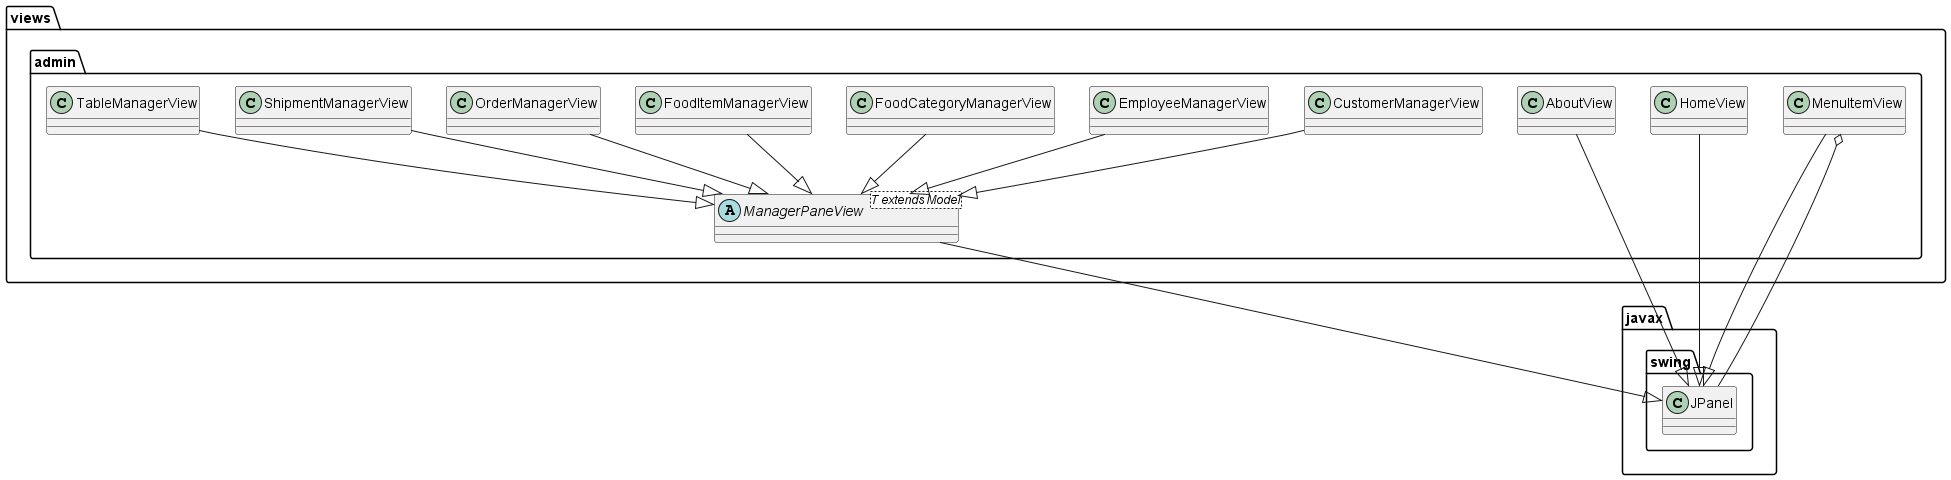 views
admin
C TableManagerView
C ShipmentManagerView
C OrderManagerView
C FoodItemManagerView
C FoodCategoryManagerView
C EmployeeManagerView
C CustomerManagerView
C AboutView
C HomeView
C MenuItemView
A ManagerPaneView
T extends Model
javax
swing
C JPanel